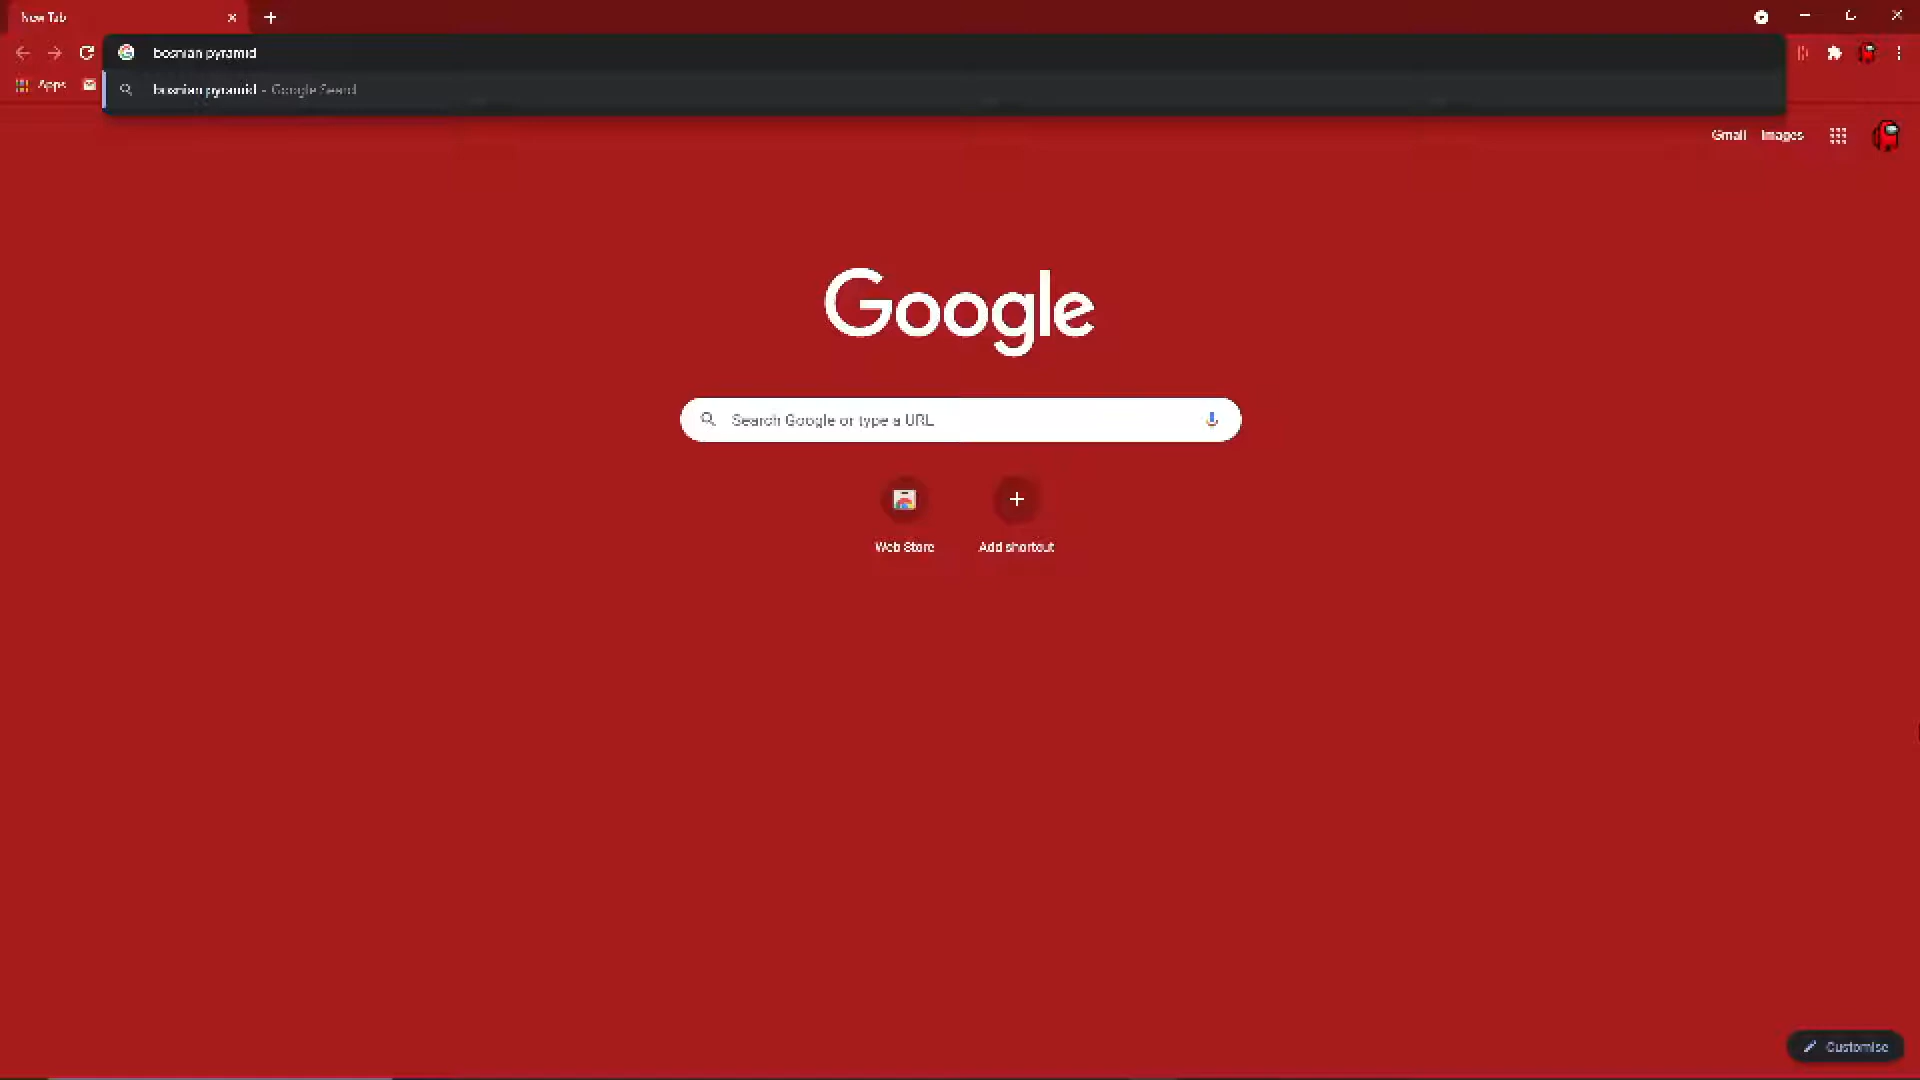 New Tab
bosnian pyramid
bosnian pyramid - Google Search
Apps
Gmail Images
Google
Search Google or type a URL
Web Store
Add shortcut
Customise